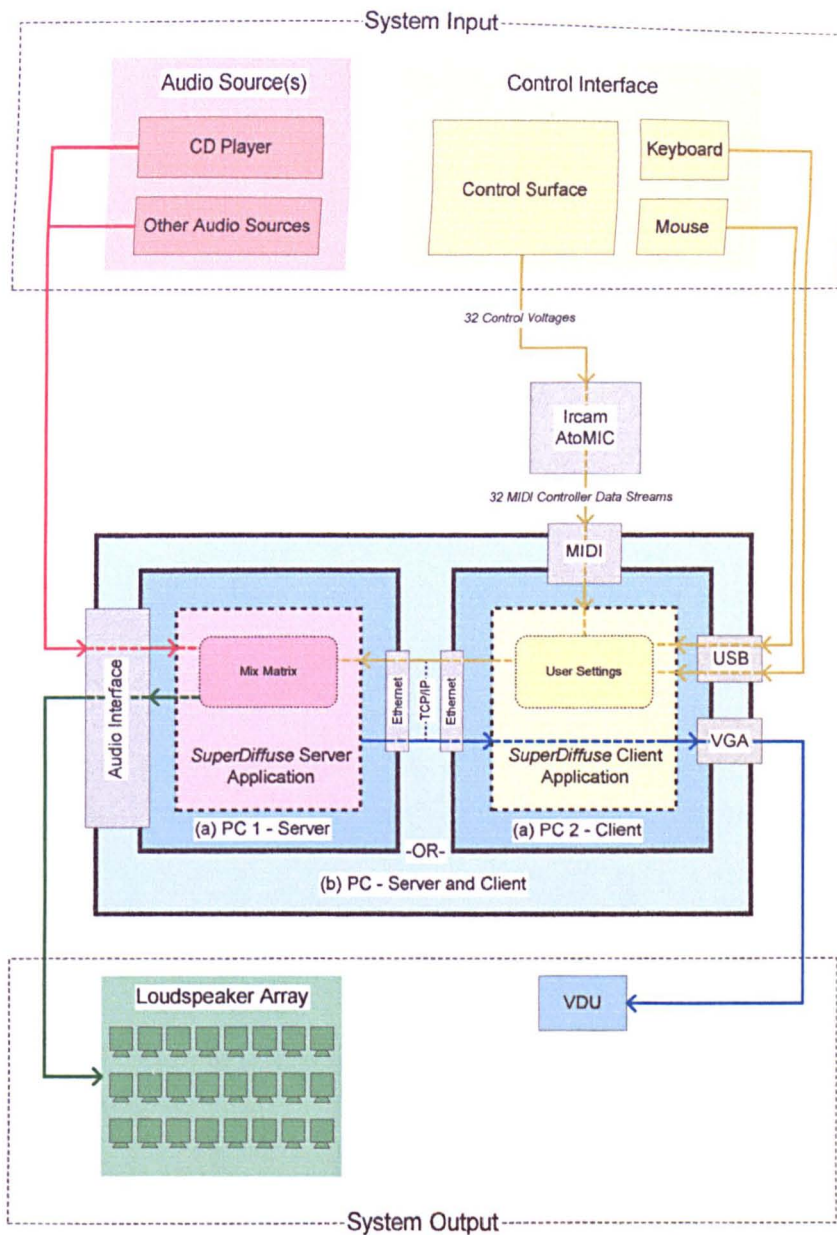 System Input
Audio Source(s)
CD Player
Other Audio Sources
Control Interface
Control Surface
Keyboard
Mouse
32 Control Voltages
Ircam
AtoMIC
32 MIDI Controller Data Streams
MIDI
Audio Interface
Mix Matrix
SuperDiffuse Server
Application
(a) PC 1 - Server
Ethernet
TCP/IP
Ethernet
User Settings
SuperDiffuse Client
Application
(a) PC 2 - Client
USB
VGA
-OR-
(b) PC - Server and Client
Loudspeaker Array
VDU
System Output